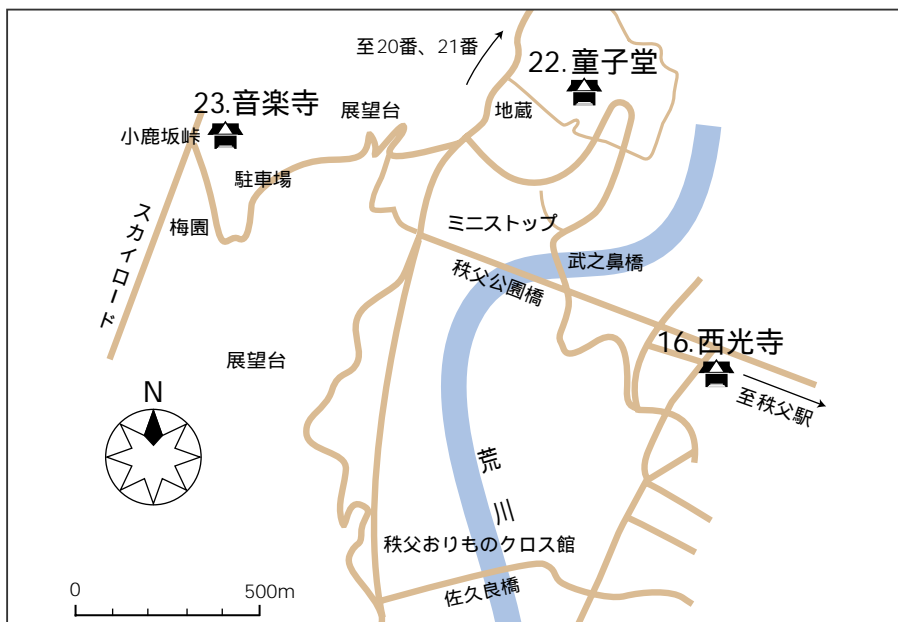 至20番、21番
22.童子堂
23.音楽寺
展望台
地蔵
小鹿坂峠
駐車場
スカイロード
梅園
ミニストップ
武之鼻橋
秩父公園橋
16.西光寺
展望台
至秩父駅
N
荒川
秩父おりものクロス館
佐久良橋
0 500m